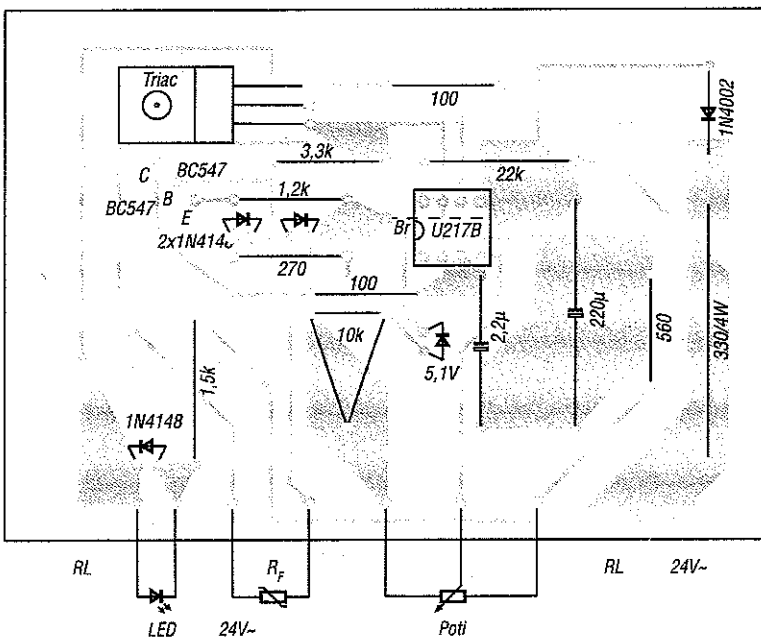 Triac
100
1N4002
3,3k
22k
C
BC547
BC547
B
1,2k
E
Br
U217B
2x1N4148
270
100
10k
2,2µ
220µ
560
330/4W
5,1V
1,5k
1N4148
RL
RF
RL
24V~
LED
24V~
Poti